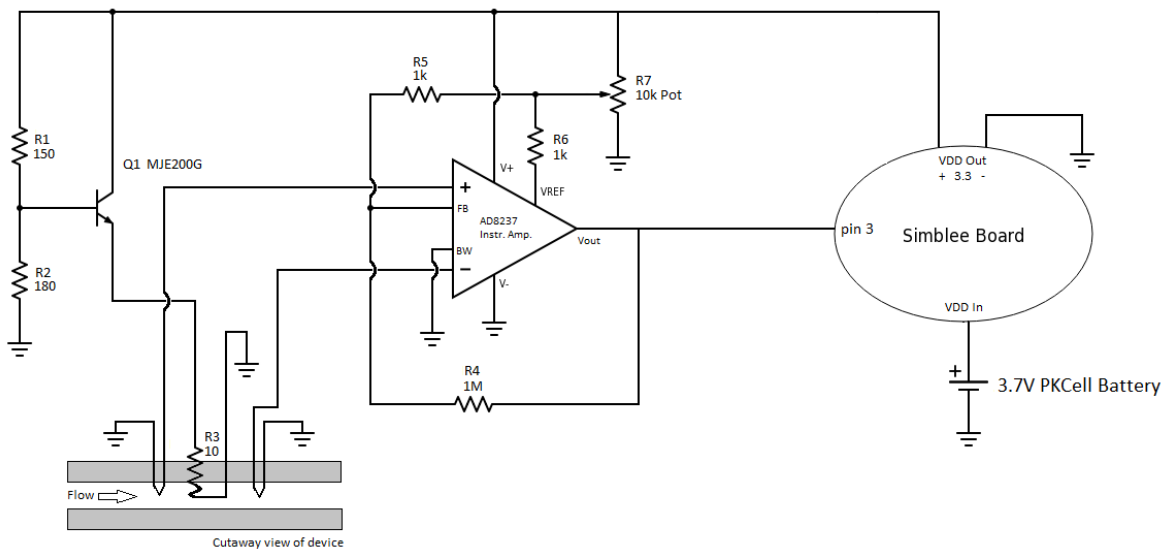 R1
150
R2
180
Q1 MJE200G
R5
1k
R6
1k
R7
10k Pot
V+
VREF
+
FB
AD8237
Instr. Amp.
BW
−
V-
Vout
R4
1M
R3
10
Flow
Cutaway view of device
VDD Out
+ 3.3 -
pin 3
Simblee Board
VDD In
+
3.7V PKCell Battery